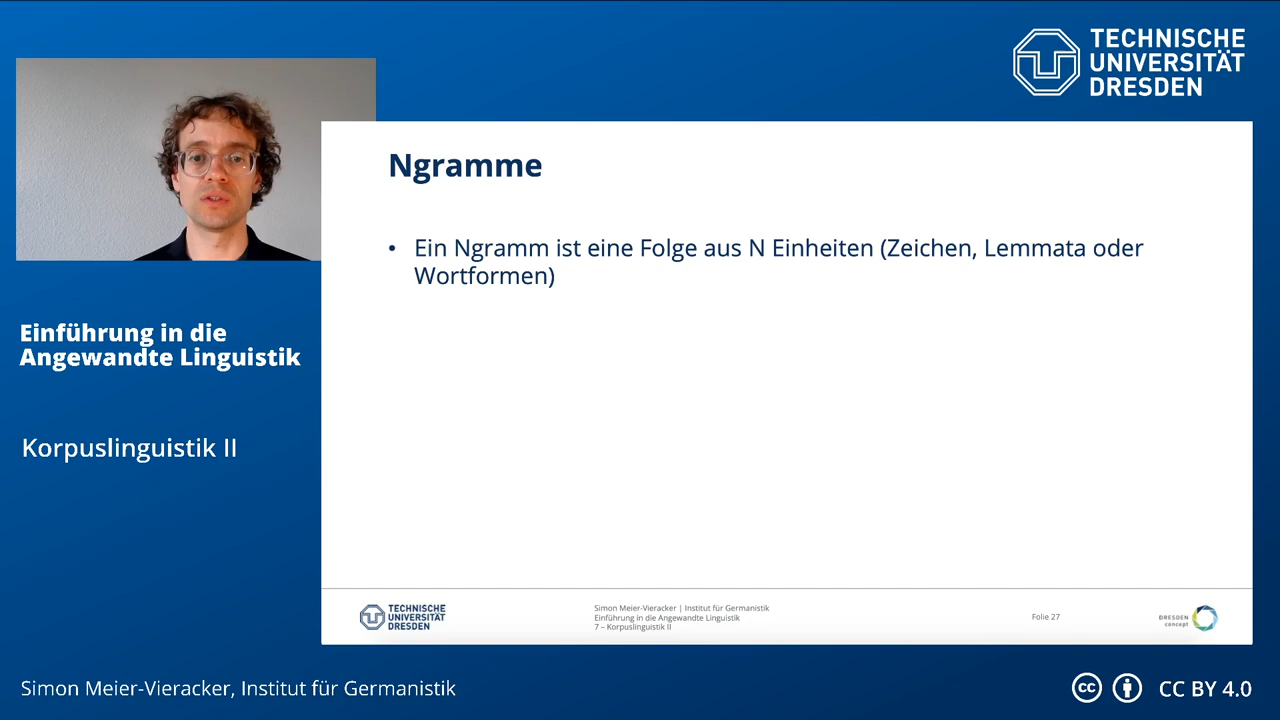 TECHNISCHE
UNIVERSITÄT
DRESDEN
Ngramme
• Ein Ngramm ist eine Folge aus N Einheiten (Zeichen, Lemmata oder
Wortformen)
Einführung in die
Angewandte Linguistik
Korpuslinguistik II
TECHNISCHE
UNIVERSITÄT
DRESDEN
Simon Meier-Vieracker | Institut für Germanistik
Einführung in die Angewandte Linguistik
7 – Korpuslinguistik II
Folie 27
DRESDEN
concept
Simon Meier-Vieracker, Institut für Germanistik
cc
CC BY 4.0